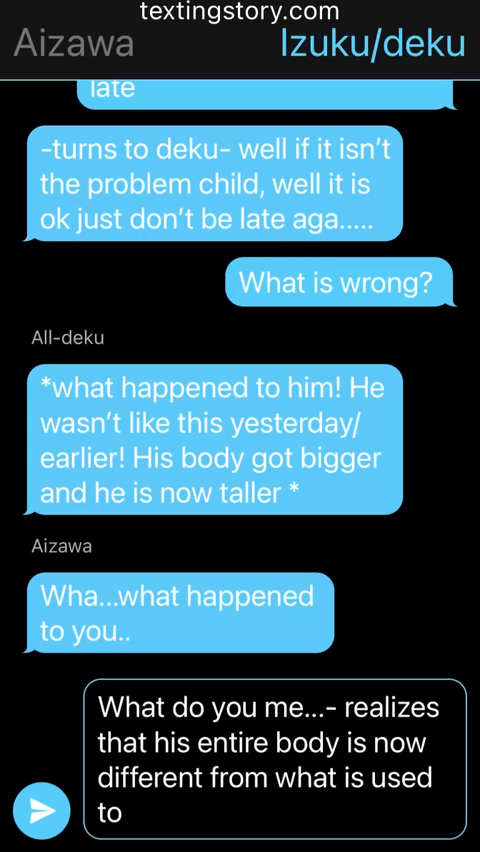 textingstory.com
Aizawa
Izuku/deku
late
-turns to deku- well if it isn't
the problem child, well it is
ok just don't be late aga.....
What is wrong?
All-deku
*what happened to him! He
wasn't like this yesterday/
earlier! His body got bigger
and he is now taller *
Aizawa
Wha...what happened
to you..
What do you me...- realizes
that his entire body is now
different from what is used
to